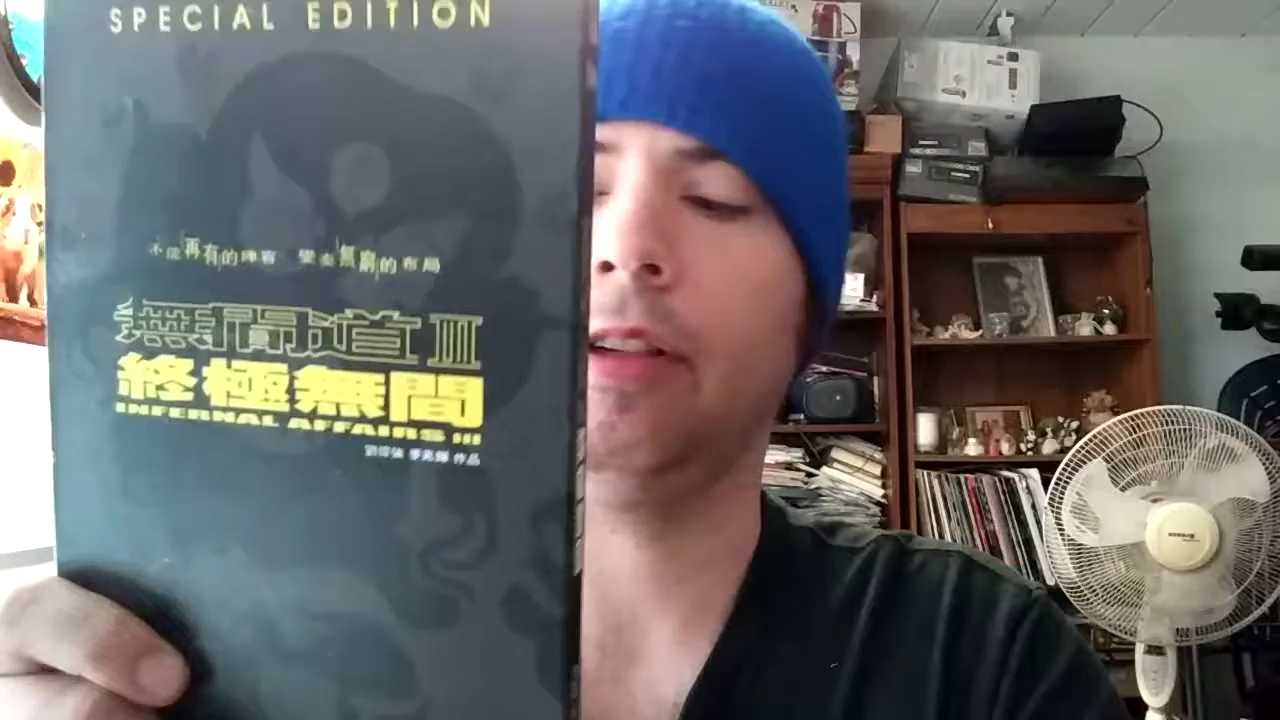 SPECIAL EDITION
不能再有的陣容 變奏無窮的布局
無間道III
終極無間
INFERNAL AFFAIRS III
劉偉強 麥兆輝 作品